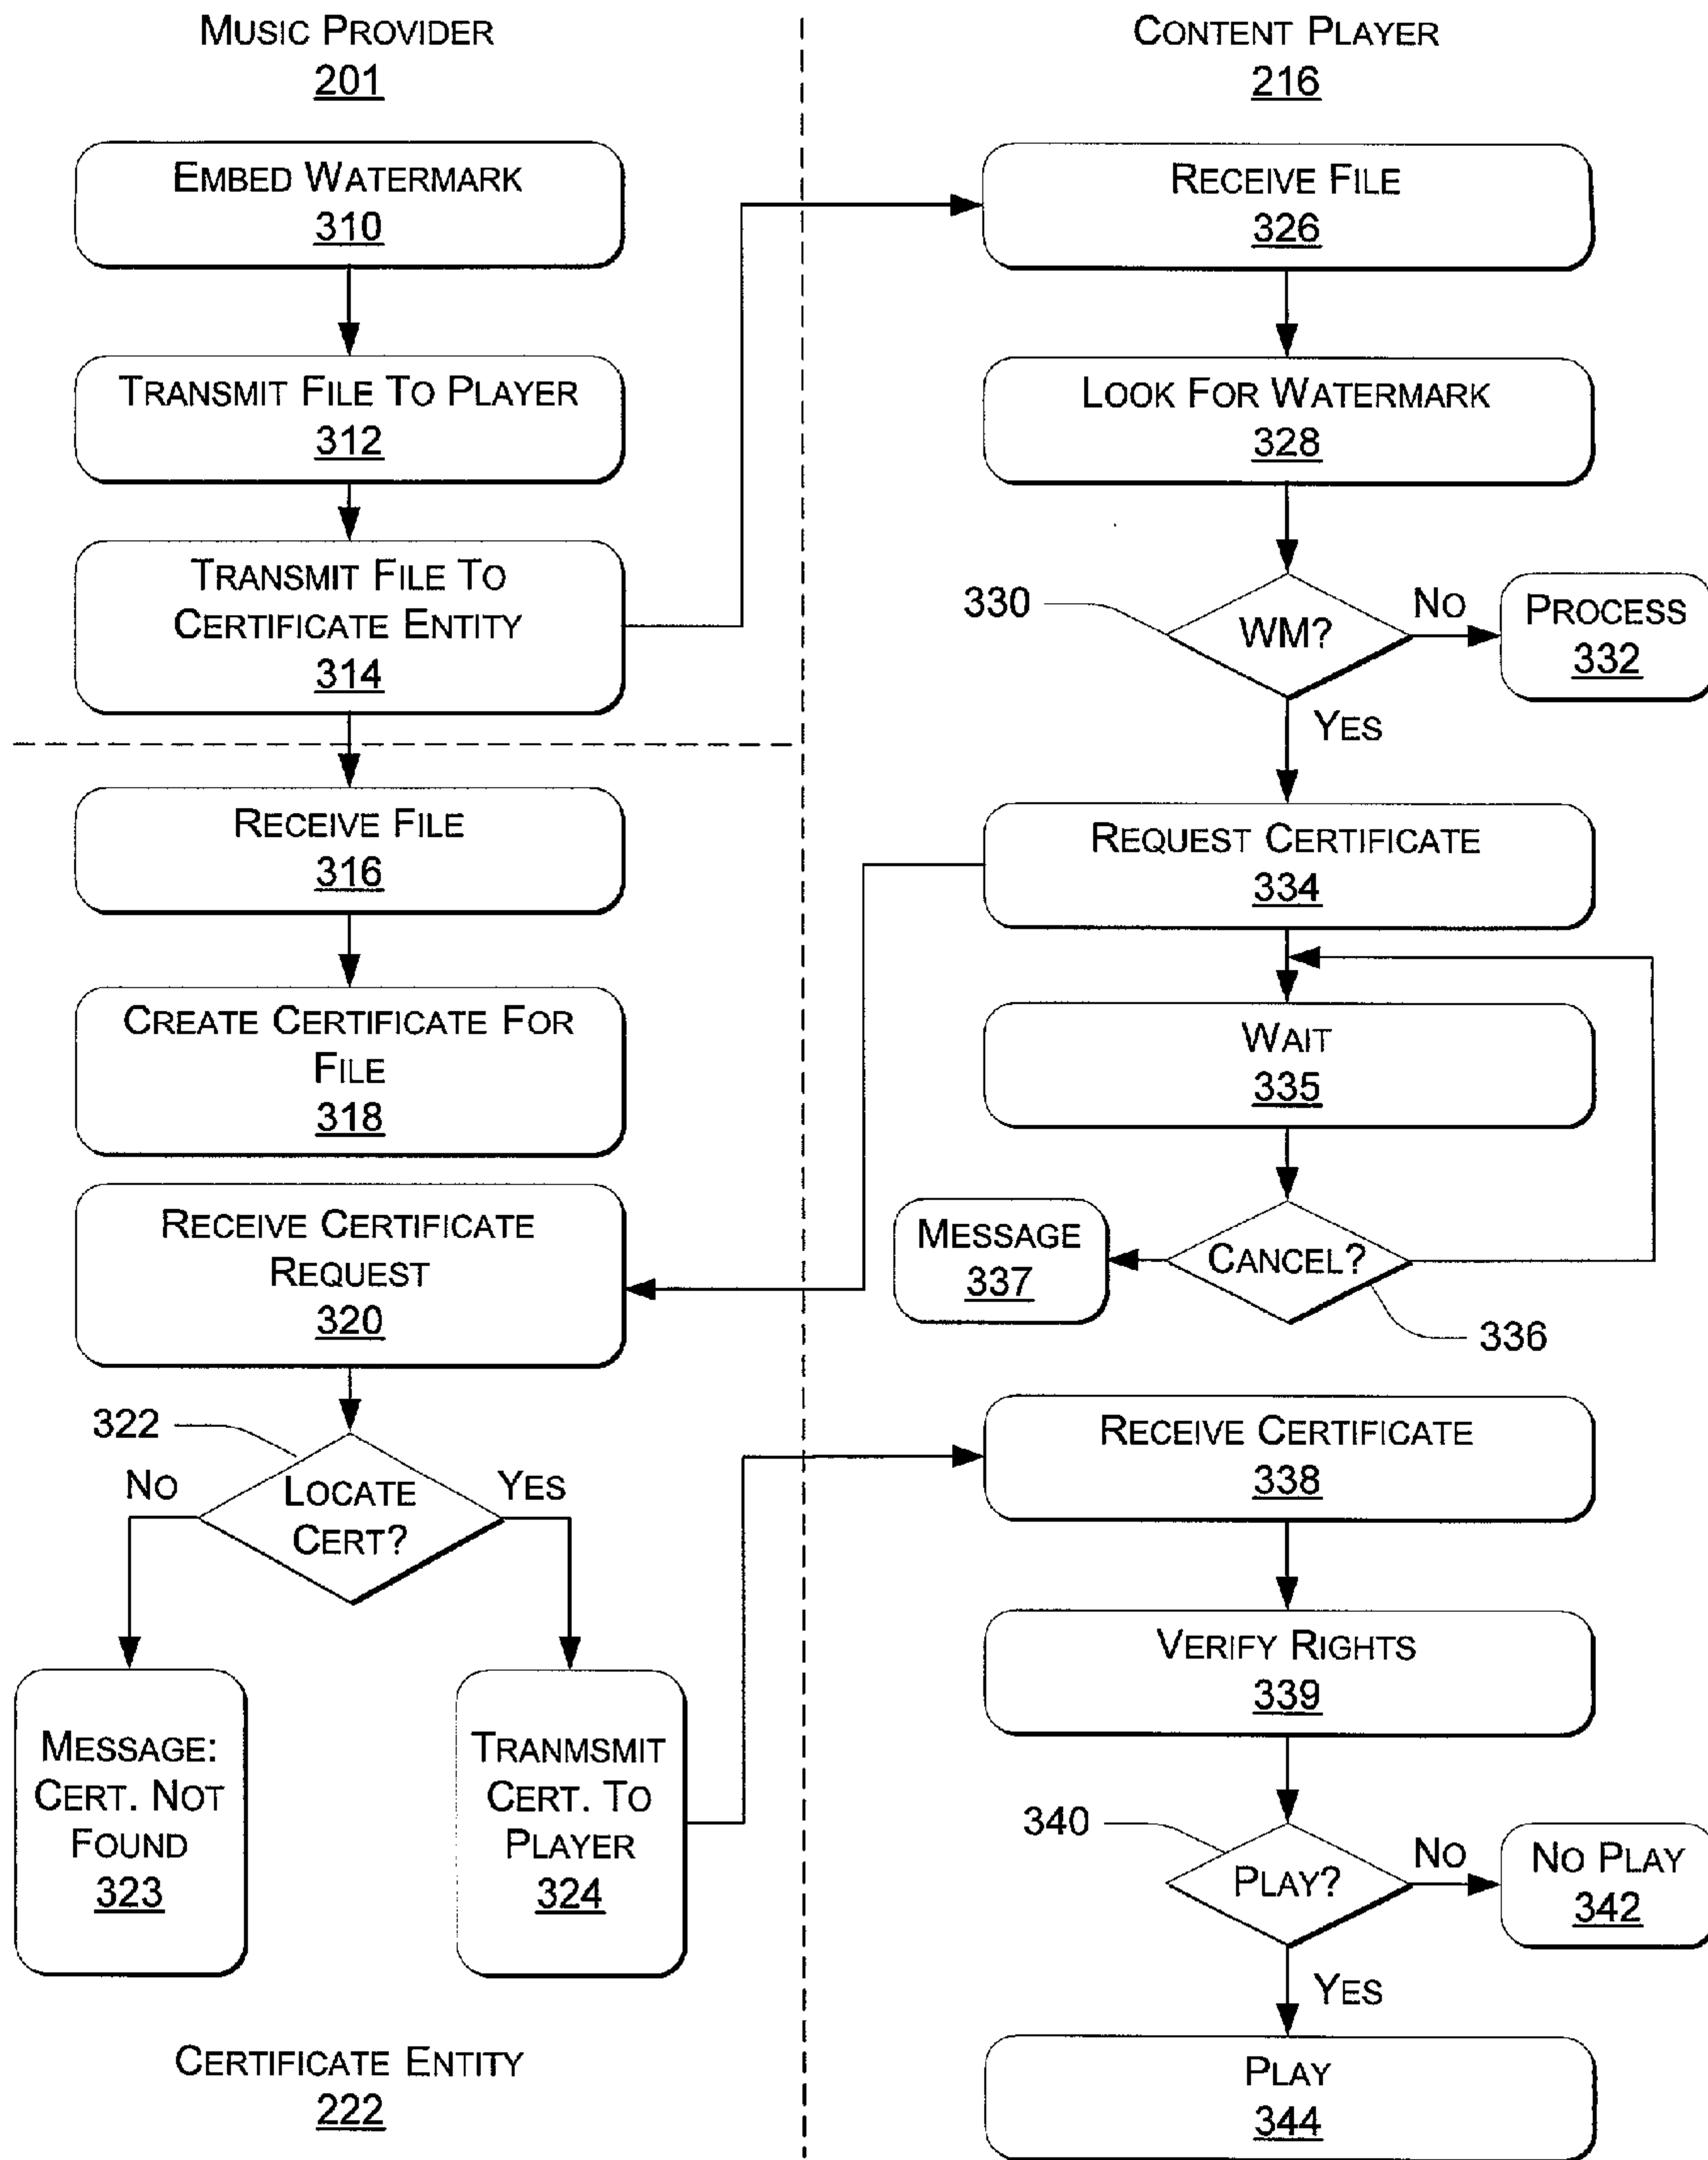 MUSIC PROVIDER
201
EMBED WATERMARK
310
TRANSMIT FILE TO PLAYER
312
TRANSMIT FILE TO
CERTIFICATE ENTITY
314
RECEIVE FILE
316
CREATE CERTIFICATE FOR
FILE
318
RECEIVE CERTIFICATE
REQUEST
320
322
NO
LOCATE
CERT?
YES
MESSAGE:
CERT. NOT
FOUND
323
TRANMSMIT
CERT. TO
PLAYER
324
CERTIFICATE ENTITY
222
CONTENT PLAYER
216
RECEIVE FILE
326
LOOK FOR WATERMARK
328
330
WM?
NO
PROCESS
332
YES
REQUEST CERTIFICATE
334
WAIT
335
MESSAGE
337
CANCEL?
336
RECEIVE CERTIFICATE
338
VERIFY RIGHTS
339
340
PLAY?
NO
NO PLAY
342
YES
PLAY
344